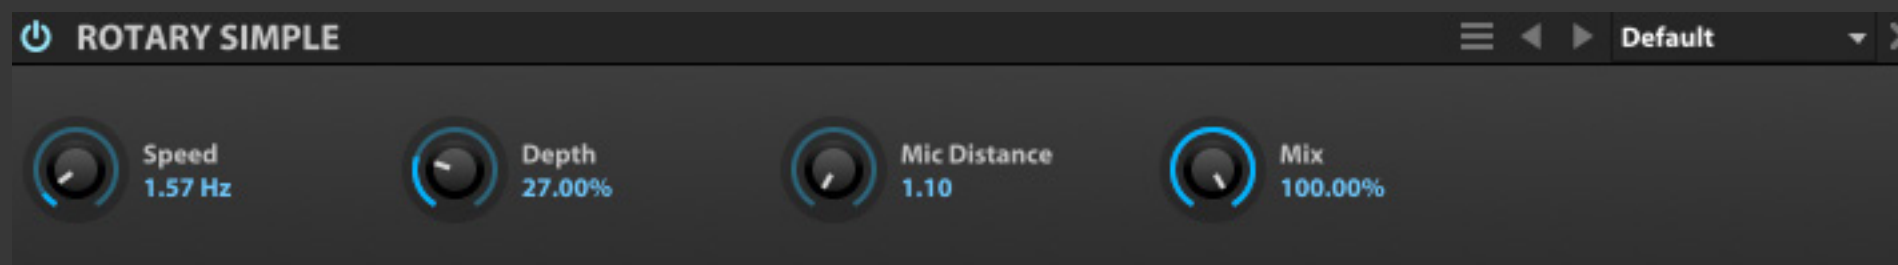 ROTARY SIMPLE
Default
Speed
1.57 Hz
Depth
27.00%
Mic Distance
1.10
Mix
100.00%